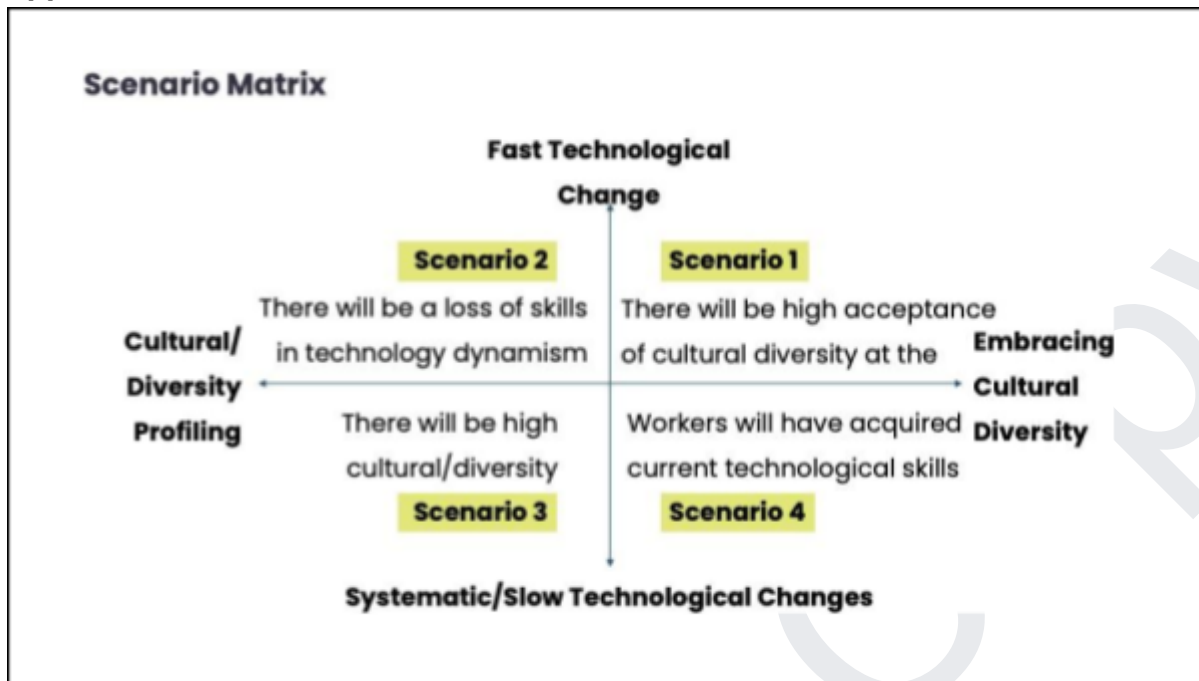 Scenario Matrix
Fast Technological
Change
Scenario 2
Scenario 1
There will be a loss of skills
in technology dynamism
There will be high acceptance
of cultural diversity at the
Cultural/
Diversity
Profiling
Embracing
Cultural
Diversity
There will be high
cultural/diversity
Workers will have acquired
current technological skills
Scenario 3
Scenario 4
Systematic/Slow Technological Changes